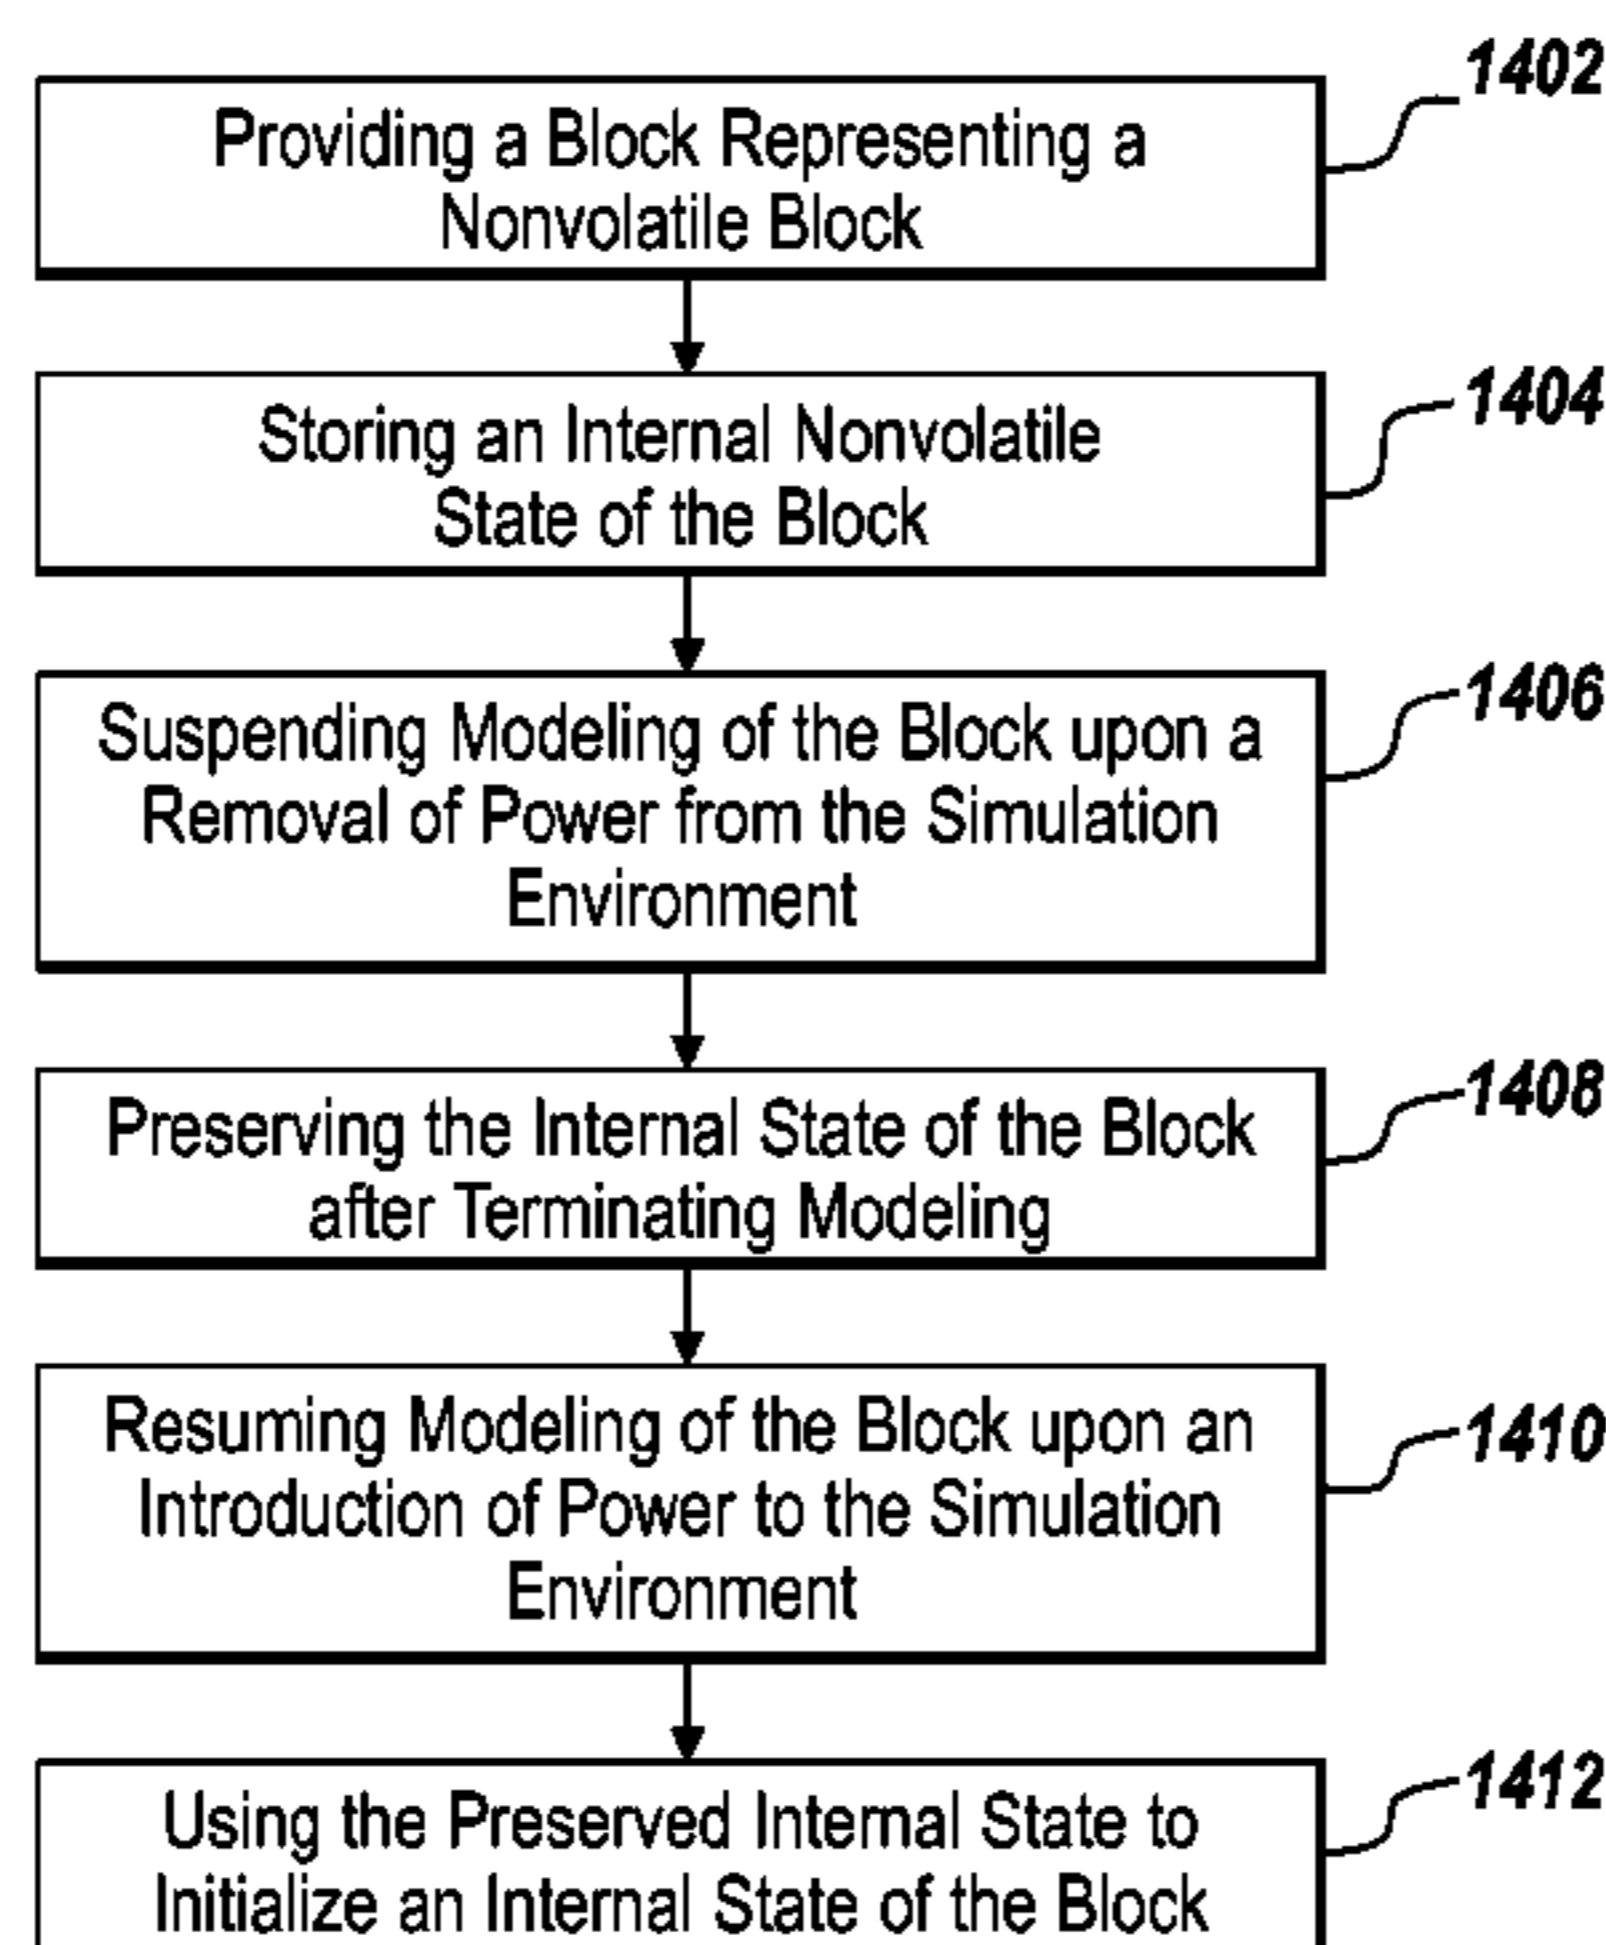 1402
Providing a Block Representing a
Nonvolatile Block
1404
Storing an Internal Nonvolatile
State of the Block
1406
Suspending Modeling of the Block upon a
Removal of Power from the Simulation
Environment
1408
Preserving the Internal State of the Block
after Terminating Modeling
1410
Resuming Modeling of the Block upon an
Introduction of Power to the Simulation
Environment
1412
Using the Preserved Internal State to
Initialize an Internal State of the Block